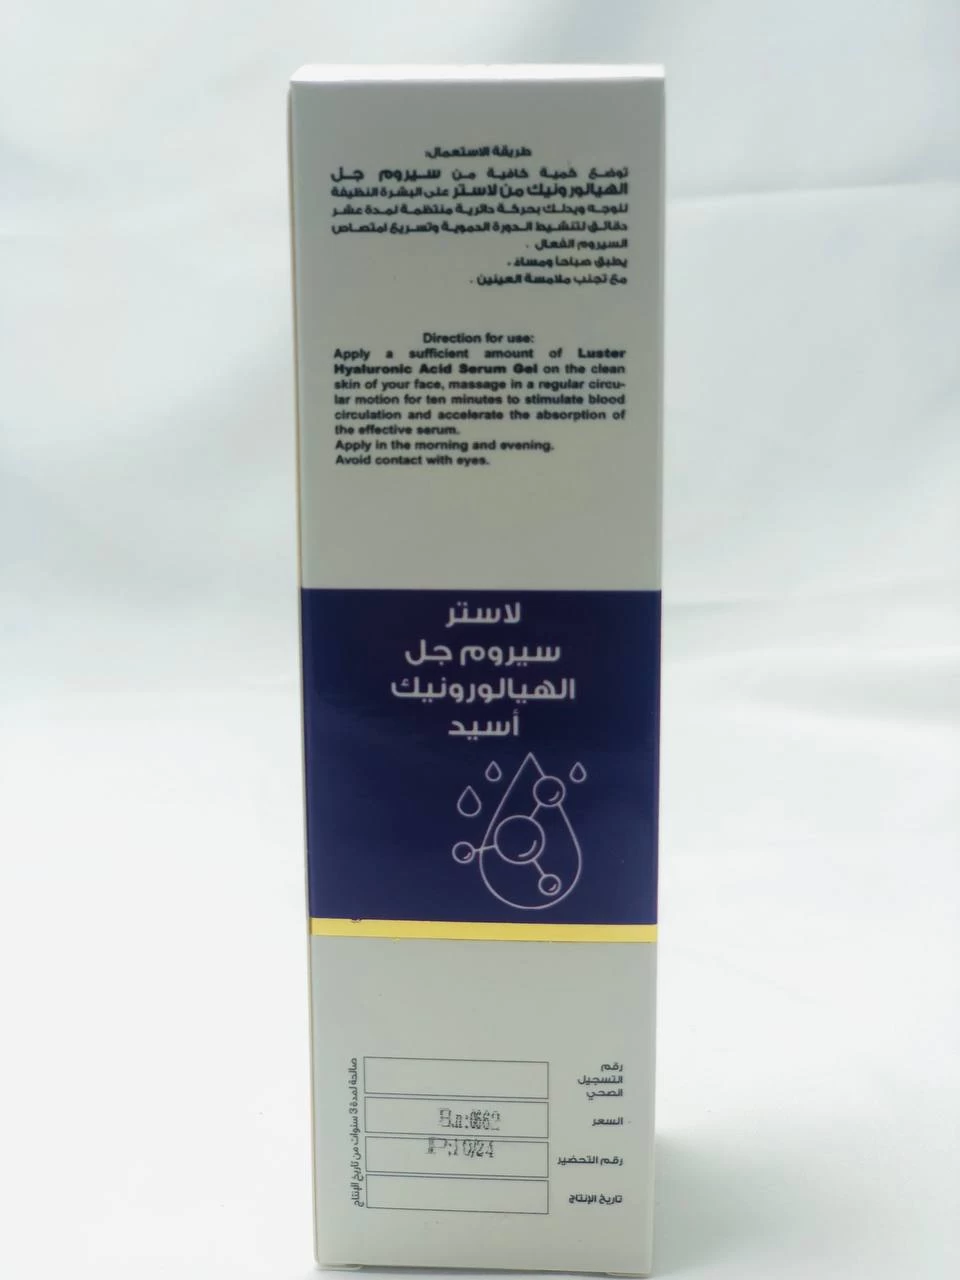 طريقة الاستعمال:
توضع كمية كافية من سيروم جل
الهيالورونيك من لاستر على البشرة النظيفة
للوجه ويدلك بحركة دائرية منتظمة لمدة عشر
دقائق لتنشيط الدورة الدموية وتسريع امتصاص
السيروم الفعال .
يطبق صباحا ومساء .
مع تجنب ملامسة العينين .
Direction for use:
Apply a sufficient amount of Luster
Hyaluronic Acid Serum Gel on the clean
skin of your face, massage in a regular circu-
lar motion for ten minutes to stimulate blood
circulation and accelerate the absorption of
the effective serum.
Apply in the morning and evening.
Avoid contact with eyes.
لاستر
سيروم جل
الهيالورونيك
أسيد
رقم
التسجيل
الصحي
السعر
Bn:0662
رقم التحضير
P:10/24
تاريخ الإنتاج
صالحة لمدة 3 سنوات من تاريخ الإنتاج